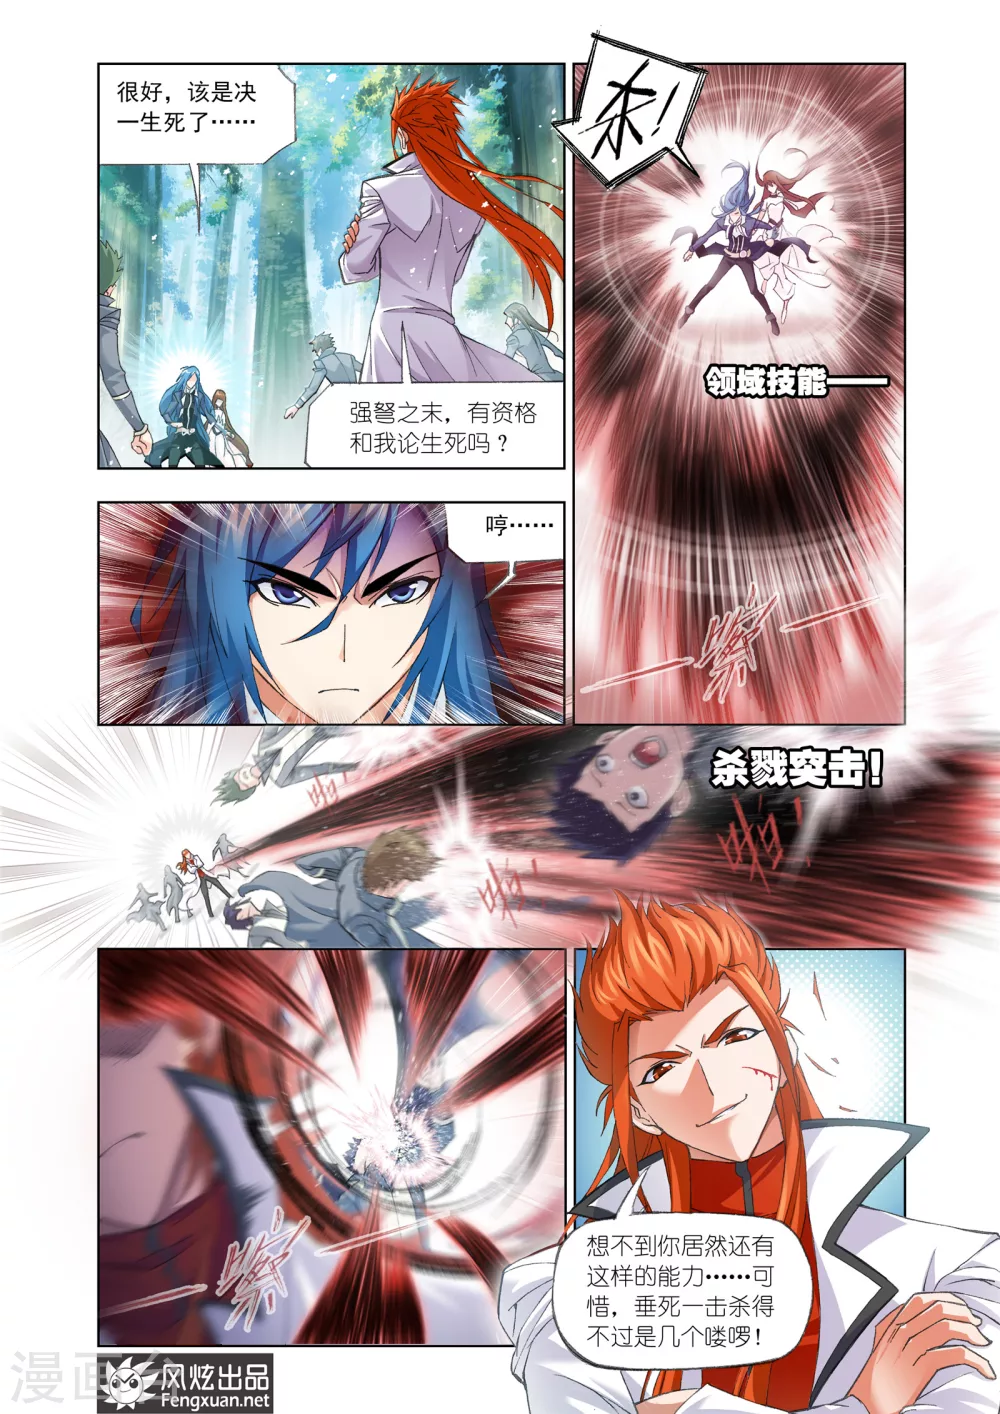 很好，该是决
一生死了······
强弩之末，有资格
和我论生死吗？
杀！
领域技能——
哼······
杀戮突击！
啪！
啪！
啪！
想不到你居然还有
这样的能力······可
惜，垂死一击杀得
不过是几个喽啰！
漫画台
风炫出品
Fengxuan.net